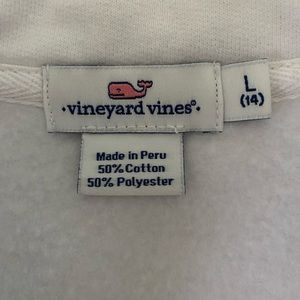 ·vineyard vines®·
L
(14)
Made in Peru
50% Cotton
50% Polyester